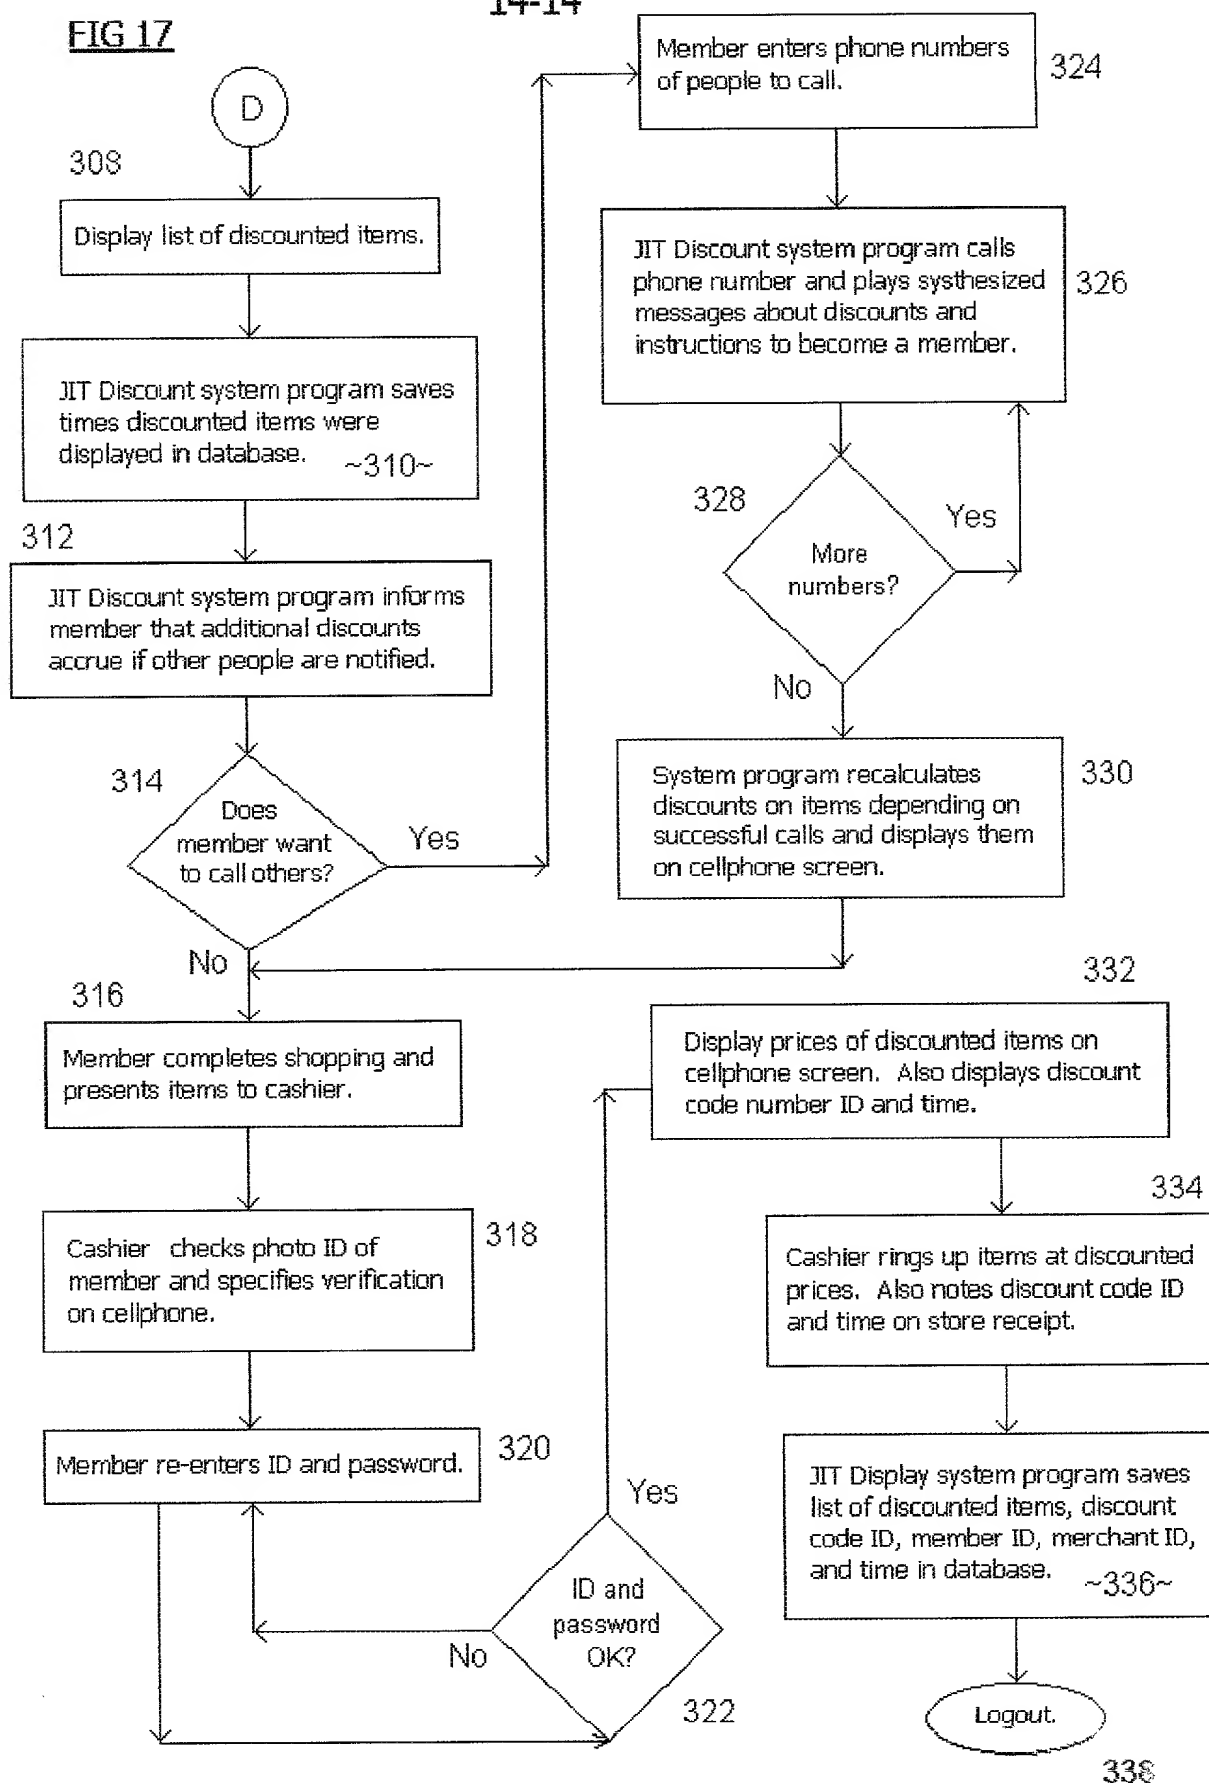 14-14
FIG 17
D
308
Display list of discounted items.
JIT Discount system program saves
times discounted items were
displayed in database.
~310~
312
JIT Discount system program informs
member that additional discounts
accrue if other people are notified.
314
Does
member want
to call others?
Yes
No
316
Member completes shopping and
presents items to cashier.
318
Cashier checks photo ID of
member and specifies verification
on cellphone.
320
Member re-enters ID and password.
ID and
password
OK?
Yes
No
322
Member enters phone numbers
of people to call.
324
JIT Discount system program calls
phone number and plays systhesized
messages about discounts and
instructions to become a member.
326
328
More
numbers?
Yes
No
System program recalculates
discounts on items depending on
successful calls and displays them
on cellphone screen.
330
332
Display prices of discounted items on
cellphone screen. Also displays discount
code number ID and time.
334
Cashier rings up items at discounted
prices. Also notes discount code ID
and time on store receipt.
JIT Display system program saves
list of discounted items, discount
code ID, member ID, merchant ID,
and time in database.
~336~
Logout.
338